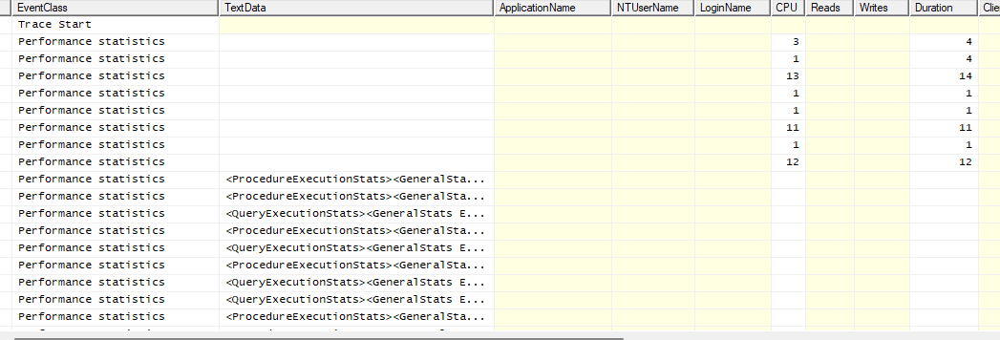 EventClass TextData ApplicationName NTUserName LoginName CPU Reads Writes Duration Clie
Trace Start
Performance statistics 3 4
Performance statistics 1 4
Performance statistics 13 14
Performance statistics 1 1
Performance statistics 1 1
Performance statistics 11 11
Performance statistics 1 1
Performance statistics 12 12
Performance statistics <ProcedureExecutionStats><GeneralSta...
Performance statistics <ProcedureExecutionStats><GeneralSta...
Performance statistics <QueryExecutionStats><GeneralStats E...
Performance statistics <ProcedureExecutionStats><GeneralSta...
Performance statistics <QueryExecutionStats><GeneralStats E...
Performance statistics <ProcedureExecutionStats><GeneralSta...
Performance statistics <QueryExecutionStats><GeneralStats E...
Performance statistics <QueryExecutionStats><GeneralStats E...
Performance statistics <ProcedureExecutionStats><GeneralSta...